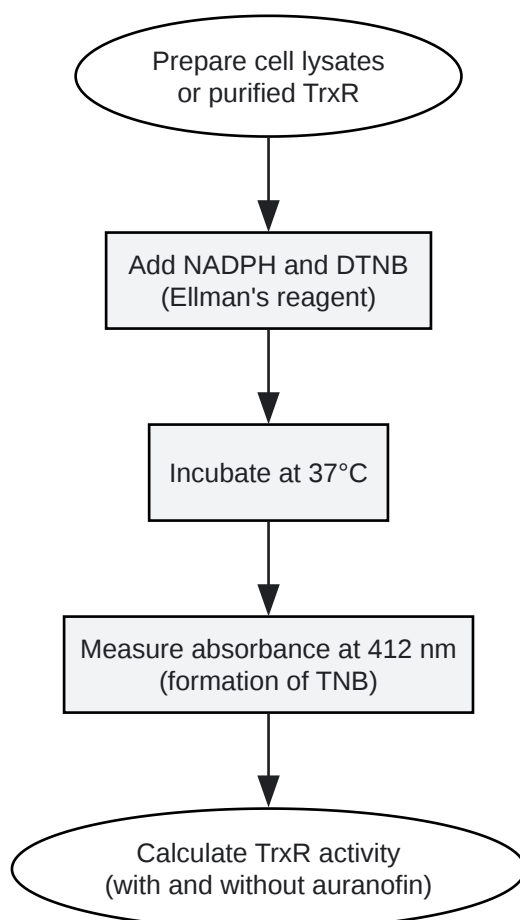 Prepare cell lysates
or purified TrxR
Add NADPH and DTNB
(Ellman's reagent)
Incubate at 37°C
Measure absorbance at 412 nm
(formation of TNB)
Calculate TrxR activity
(with and without auranofin)